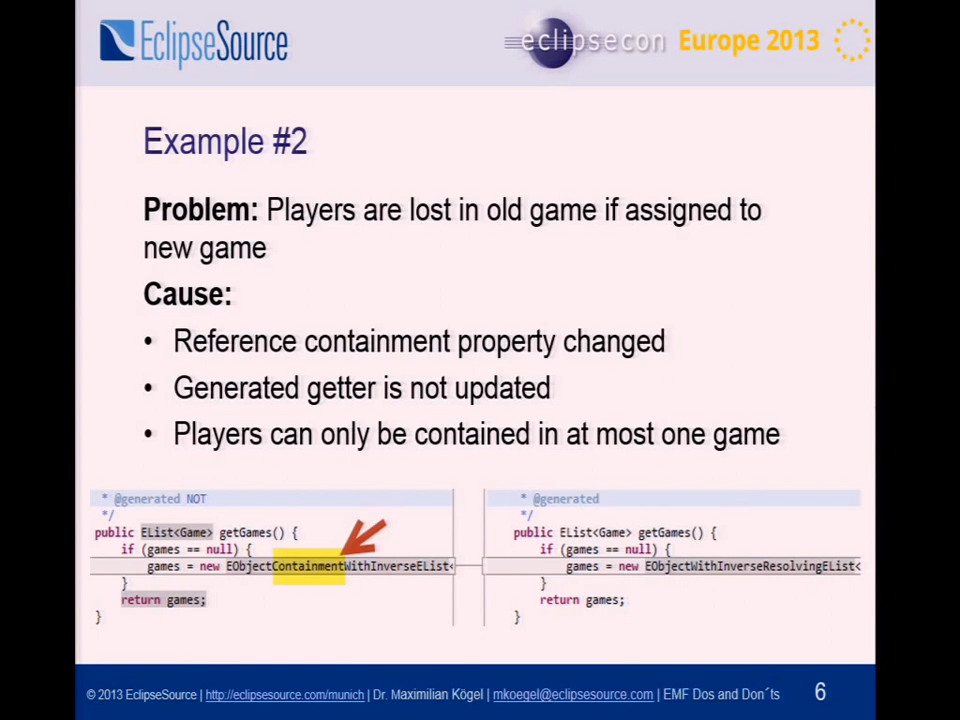 EclipseSource
eclipsecon Europe 2013
Example #2
Problem: Players are lost in old game if assigned to
new game
Cause:
• Reference containment property changed
• Generated getter is not updated
• Players can only be contained in at most one game
* @generated NOT
*/
public EList<Game> getGames() {
if (games == null) {
games = new EObjectContainmentWithInverseEList<
}
return games;
}
* @generated
*/
public EList<Game> getGames() {
if (games == null) {
games = new EObjectWithInverseResolvingEList<
}
return games;
}
© 2013 EclipseSource | http://eclipsesource.com/munich | Dr. Maximilian Kögel | mkoegel@eclipsesource.com | EMF Dos and Don´ts 6